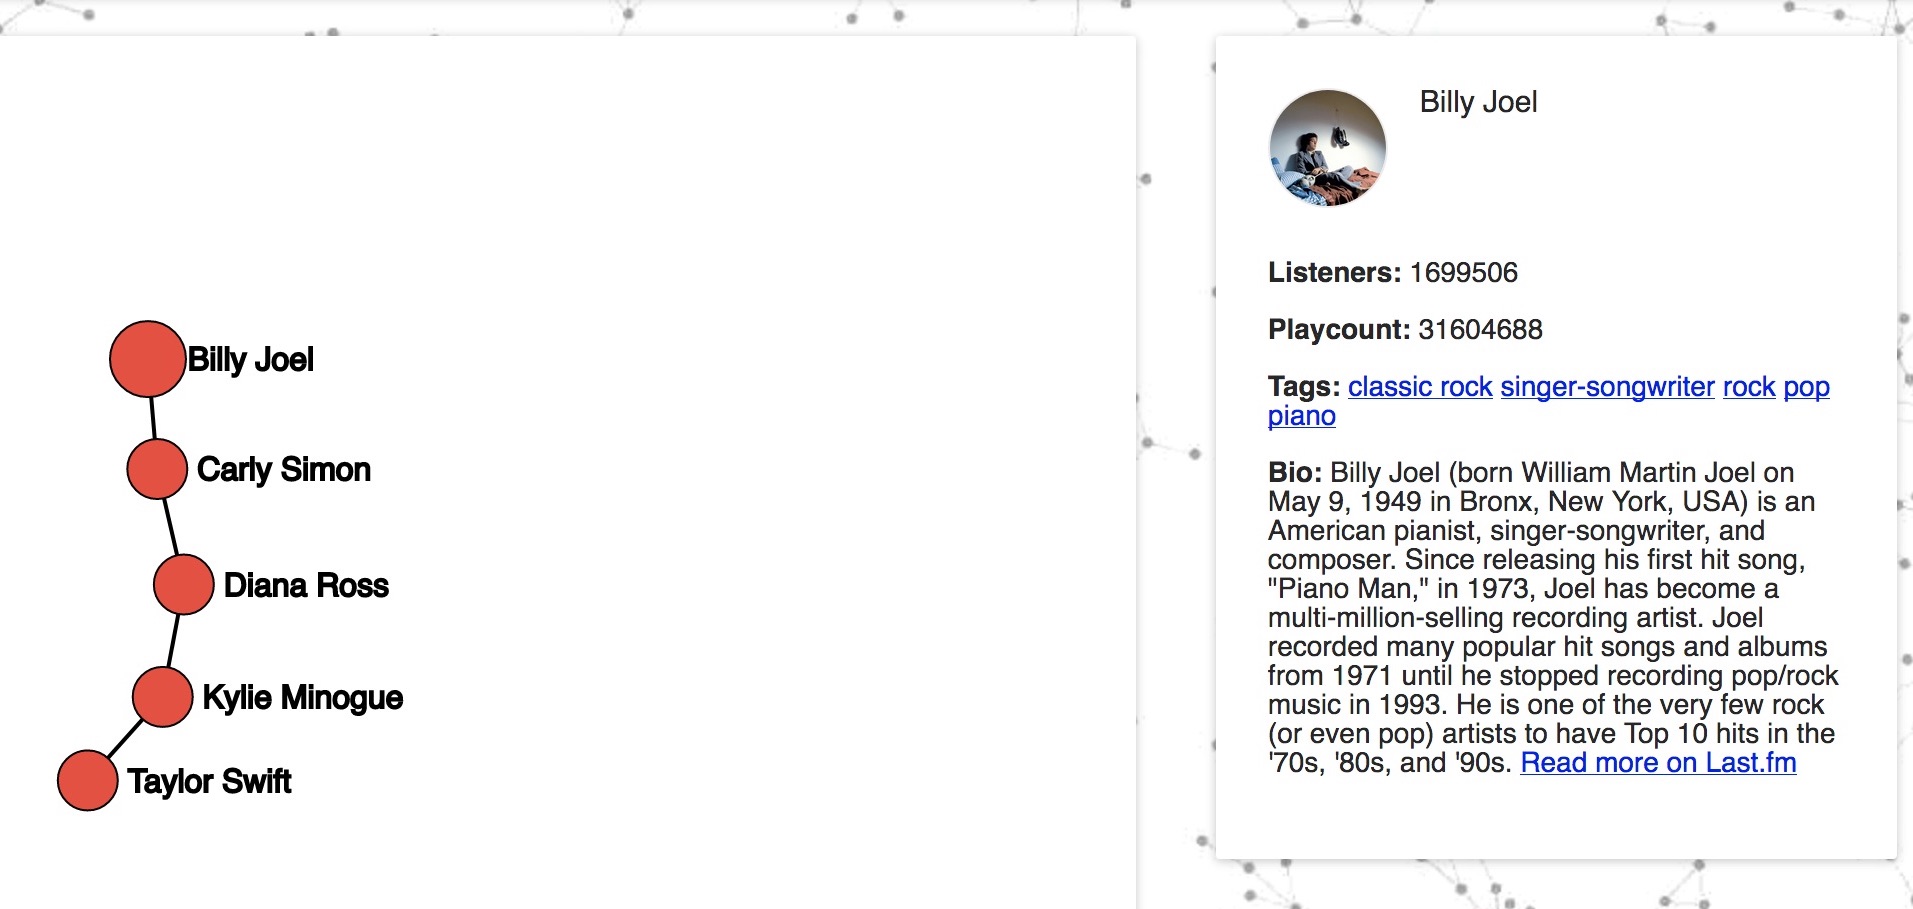 Billy Joel
Carly Simon
Diana Ross
Kylie Minogue
Taylor Swift
Billy Joel
Listeners: 1699506
Playcount: 31604688
Tags: classic rock singer-songwriter rock pop
piano
Bio: Billy Joel (born William Martin Joel on
May 9, 1949 in Bronx, New York, USA) is an
American pianist, singer-songwriter, and
composer. Since releasing his first hit song,
"Piano Man," in 1973, Joel has become a
multi-million-selling recording artist. Joel
recorded many popular hit songs and albums
from 1971 until he stopped recording pop/rock
music in 1993. He is one of the very few rock
(or even pop) artists to have Top 10 hits in the
'70s, '80s, and '90s. Read more on Last.fm